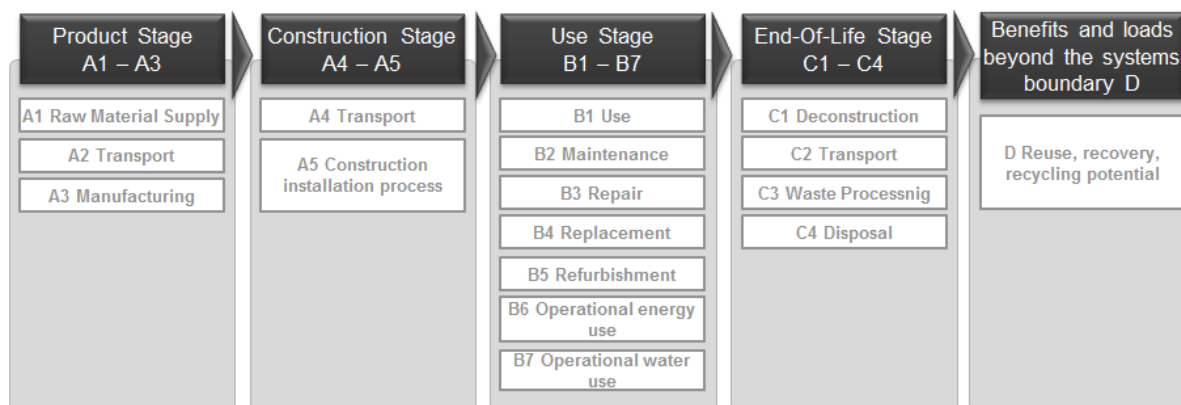 Product Stage
A1 – A3
A1 Raw Material Supply
A2 Transport
A3 Manufacturing
Construction Stage
A4 – A5
A4 Transport
A5 Construction
installation process
Use Stage
B1 – B7
B1 Use
B2 Maintenance
B3 Repair
B4 Replacement
B5 Refurbishment
B6 Operational energy
use
B7 Operational water
use
End-Of-Life Stage
C1 – C4
C1 Deconstruction
C2 Transport
C3 Waste Processnig
C4 Disposal
Benefits and loads
beyond the systems
boundary D
D Reuse, recovery,
recycling potential